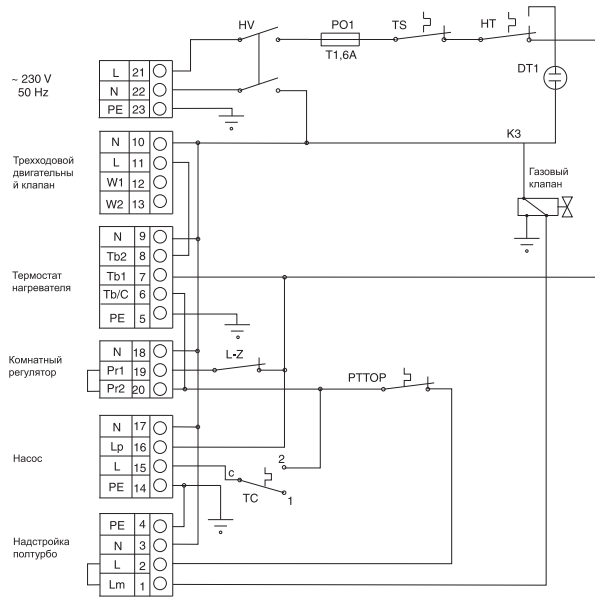 HV
PO1
T1,6A
TS
HT
DT1
~ 230 V
50 Hz
L 21
N 22
PE 23
K3
Трехходовой
двигательны
й клапан
N 10
L 11
W1 12
W2 13
Газовый
клапан
Термостат
нагревателя
N 9
Tb2 8
Tb1 7
Tb/C 6
PE 5
Комнатный
регулятор
N 18
Pr1 19
Pr2 20
L-Z
PTTOP
Насос
N 17
Lp 16
L 15
PE 14
c
2
1
TC
Надстройка
полтурбо
PE 4
N 3
L 2
Lm 1